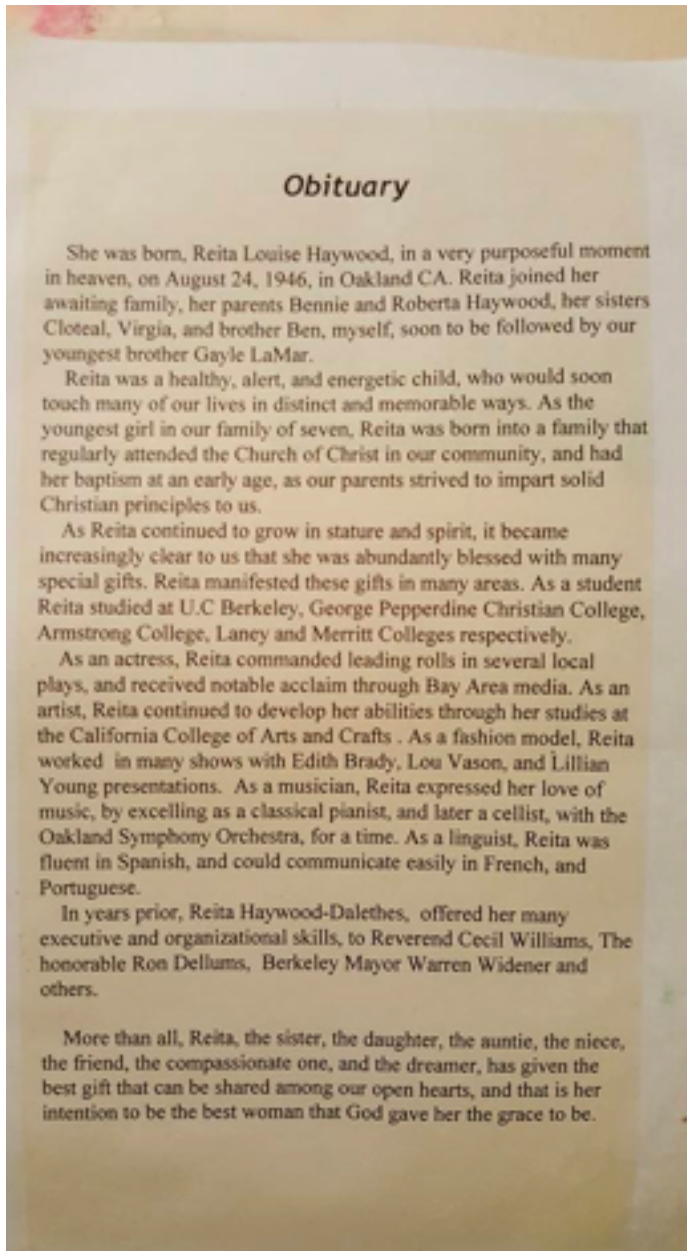 Obituary
She was born, Reita Louise Haywood, in a very purposeful moment
in heaven, on August 24, 1946, in Oakland CA. Reita joined her
awaiting family, her parents Bennie and Roberta Haywood, her sisters
Cloteal, Virgia, and brother Ben, myself, soon to be followed by our
youngest brother Gayle LaMar.
Reita was a healthy, alert, and energetic child, who would soon
touch many of our lives in distinct and memorable ways. As the
youngest girl in our family of seven, Reita was born into a family that
regularly attended the Church of Christ in our community, and had
her baptism at an early age, as our parents strived to impart solid
Christian principles to us.
As Reita continued to grow in stature and spirit, it became
increasingly clear to us that she was abundantly blessed with many
special gifts. Reita manifested these gifts in many areas. As a student
Reita studied at U.C Berkeley, George Pepperdine Christian College,
Armstrong College, Laney and Merritt Colleges respectively.
As an actress, Reita commanded leading rolls in several local
plays, and received notable acclaim through Bay Area media. As an
artist, Reita continued to develop her abilities through her studies at
the California College of Arts and Crafts . As a fashion model, Reita
worked in many shows with Edith Brady, Lou Vason, and Lillian
Young presentations. As a musician, Reita expressed her love of
music, by excelling as a classical pianist, and later a cellist, with the
Oakland Symphony Orchestra, for a time. As a linguist, Reita was
fluent in Spanish, and could communicate easily in French, and
Portuguese.
In years prior, Reita Haywood-Dalethes, offered her many
executive and organizational skills, to Reverend Cecil Williams, The
honorable Ron Dellums, Berkeley Mayor Warren Widener and
others.
More than all, Reita, the sister, the daughter, the auntie, the niece,
the friend, the compassionate one, and the dreamer, has given the
best gift that can be shared among our open hearts, and that is her
intention to be the best woman that God gave her the grace to be.